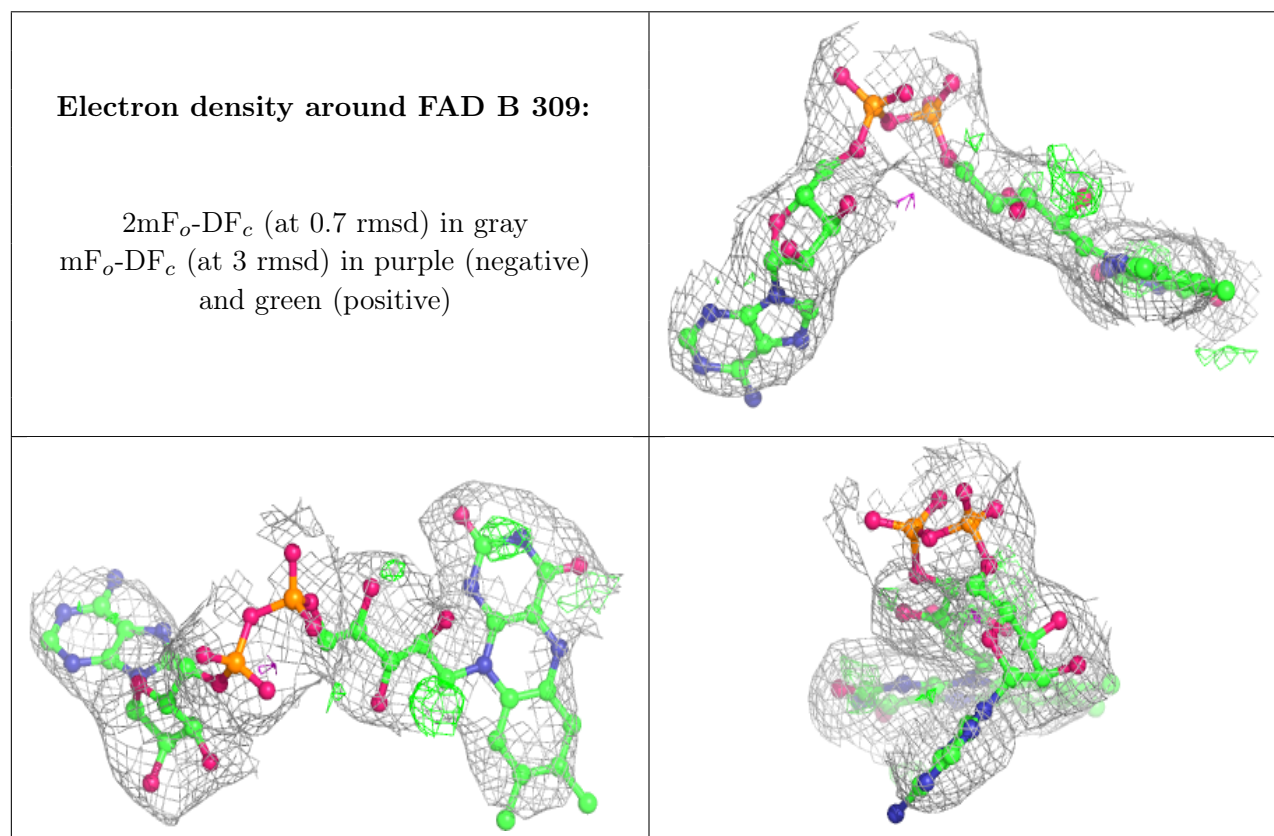 Electron density around FAD B 309:
2mFo-DFc (at 0.7 rmsd) in gray
mFo-DFc (at 3 rmsd) in purple (negative)
and green (positive)